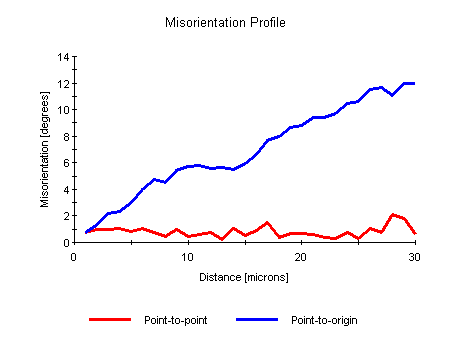 Misorientation Profile
14
12
10
8
6
4
2
0
Misorientation [degrees]
0 10 20 30
Distance [microns]
Point-to-point Point-to-origin